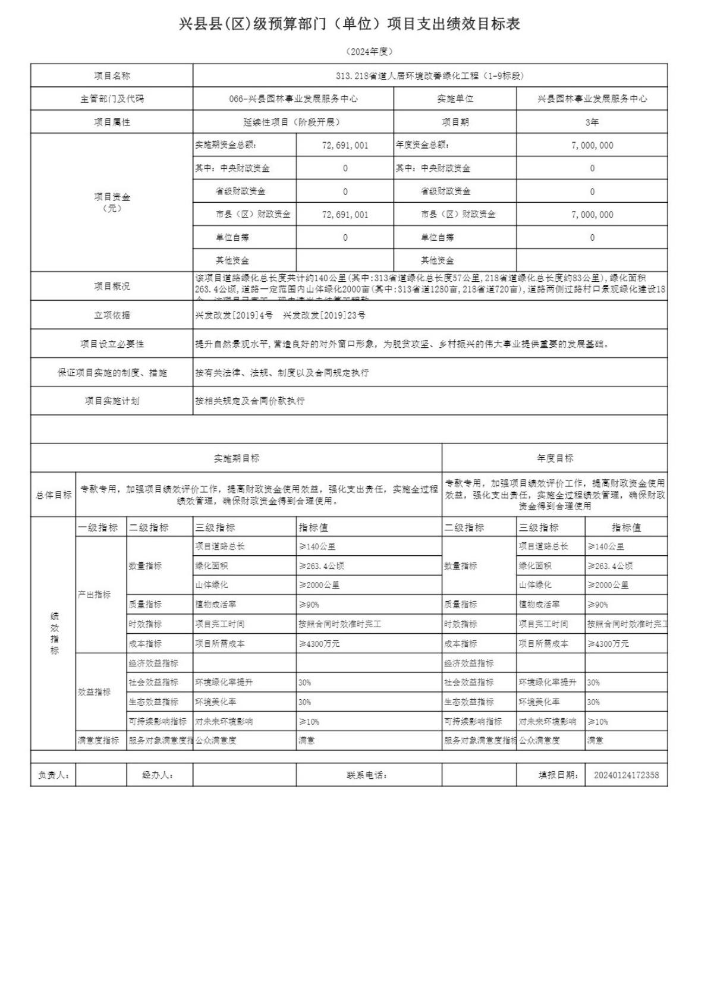 兴县县(区)级预算部门（单位）项目支出绩效目标表
（2024年度）
项目名称 313.218省道人居环境改善绿化工程（1-9标段)
主管部门及代码 066-兴县园林事业发展服务中心 实施单位 兴县园林事业发展服务中心
项目属性 延续性项目（阶段开展） 项目期 3年
项目资金
（元）
实施期资金总额: 72,691,001 年度资金总额: 7,000,000
其中: 中央财政资金 0 其中: 中央财政资金 0
省级财政资金 0 省级财政资金 0
市县（区）财政资金 72,691,001 市县（区）财政资金 7,000,000
单位自筹 0 单位自筹 0
其他资金 其他资金
项目概况
该项目道路绿化总长度共计约140公里(其中:313省道绿化总长度57公里,218省道绿化总长度约83公里),绿化面积
263.4公顷,道路一定范围内山体绿化2000亩(其中:313省道1280亩,218省道720亩),道路两侧过路村口景观绿化建设18
立项依据 兴发改发[2019]4号 兴发改发[2019]23号
项目设立必要性 提升自然景观水平,营造良好的对外窗口形象，为脱贫攻坚、乡村振兴的伟大事业提供重要的发展基础。
保证项目实施的制度、措施 按有关法律、法规、制度以及合同规定执行
项目实施计划 按相关规定及合同价款执行
实施期目标 年度目标
总体目标
专款专用，加强项目绩效评价工作，提高财政资金使用效益，强化支出责任，实施全过程
绩效管理，确保财政资金得到合理使用。
专款专用，加强项目绩效评价工作，提高财政资金使用
效益，强化支出责任，实施全过程绩效管理，确保财政
资金得到合理使用
绩
效
指
标
一级指标 二级指标 三级指标 指标值 二级指标 三级指标 指标值
产出指标
数量指标 项目道路总长 ≥140公里 数量指标 项目道路总长 ≥140公里
绿化面积 ≥263.4公顷 绿化面积 ≥263.4公顷
山体绿化 ≥2000公里 山体绿化 ≥2000公里
质量指标 植物成活率 ≥90% 质量指标 植物成活率 ≥90%
时效指标 项目完工时间 按照合同时效准时完工 时效指标 项目完工时间 按照合同时效准时完工
成本指标 项目所需成本 ≥4300万元 成本指标 项目所需成本 ≥4300万元
效益指标
经济效益指标 经济效益指标
社会效益指标 环境绿化率提升 30% 社会效益指标 环境绿化率提升 30%
生态效益指标 环境美化率 30% 生态效益指标 环境美化率 30%
可持续影响指标 对未来环境影响 ≥10% 可持续影响指标 对未来环境影响 ≥10%
满意度指标 服务对象满意度指 公众满意度 满意 服务对象满意度指标 公众满意度 满意
负责人: 经办人: 联系电话: 填报日期: 20240124172358